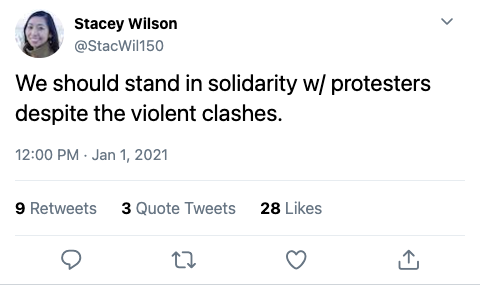 Stacey Wilson
@StacWil150
We should stand in solidarity w/ protesters
despite the violent clashes.
12:00 PM · Jan 1, 2021
9 Retweets 3 Quote Tweets 28 Likes